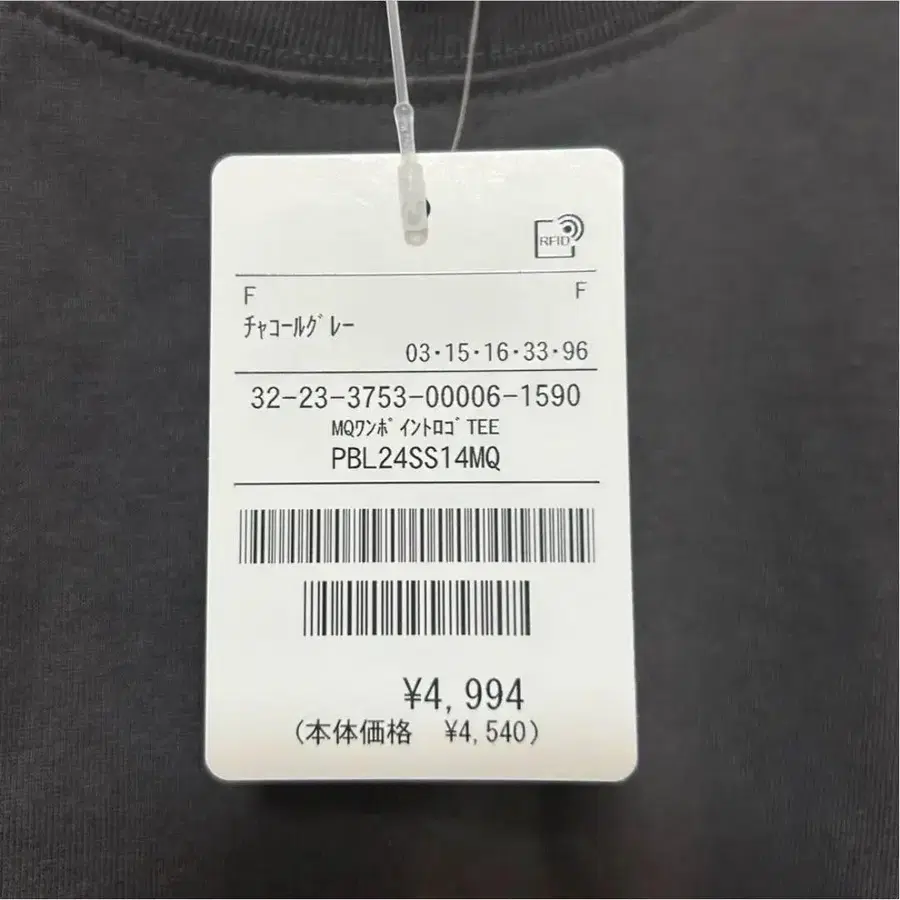 RFID
F F
ﾁｬｺｰﾙｸﾞﾚｰ
03・15・16・33・96
32-23-3753-00006-1590
MQﾜﾝﾎﾟｲﾝﾄﾛｺﾞTEE
PBL24SS14MQ
¥4,994
(本体価格 ¥4,540)